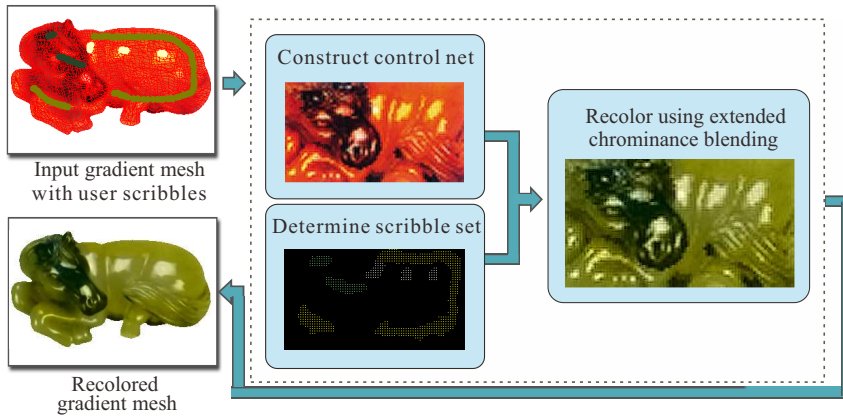 Input gradient mesh
with user scribbles
Construct control net
Determine scribble set
Recolor using extended
chrominance blending
Recolored
gradient mesh